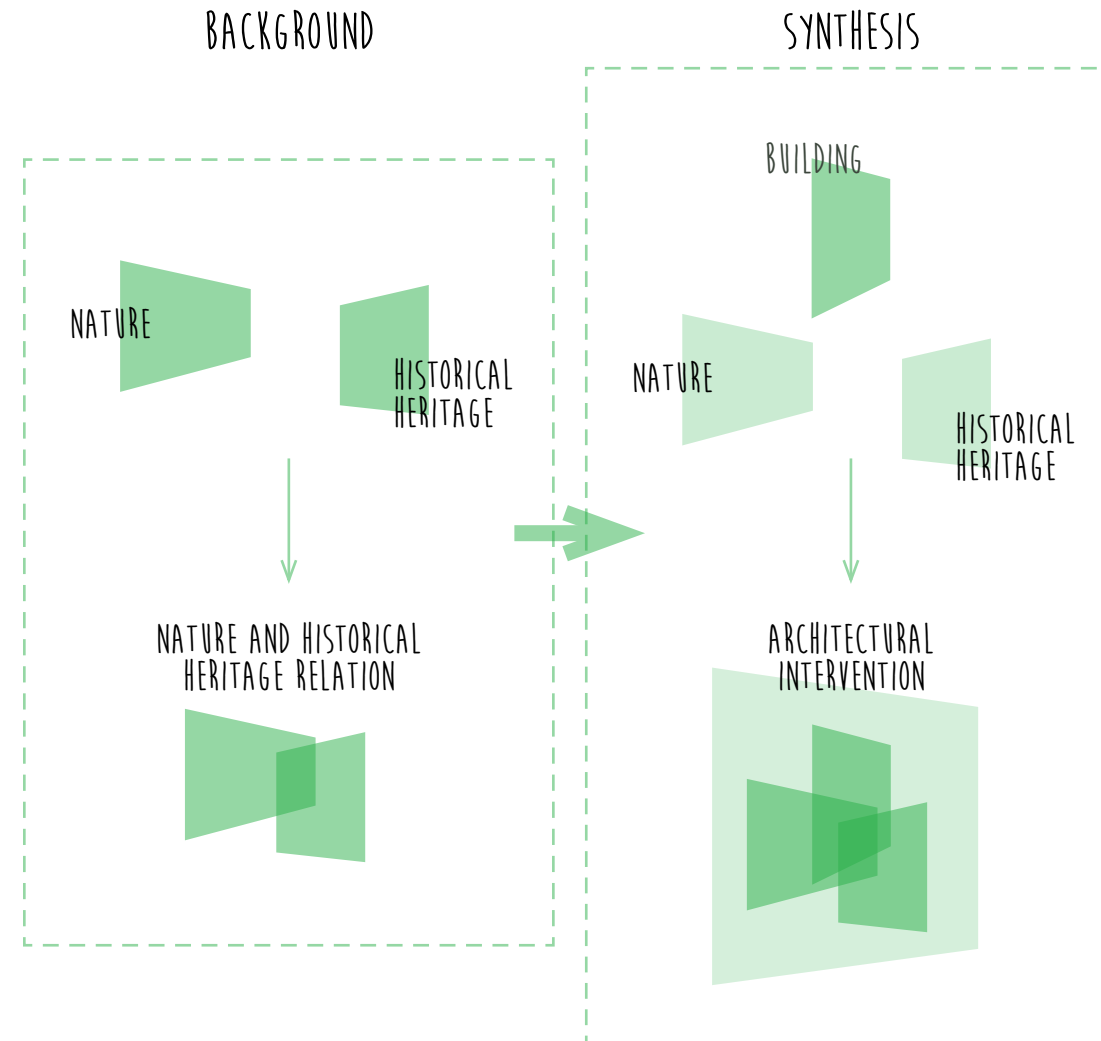 BACKGROUND
SYNTHESIS
NATURE
HISTORICAL
HERITAGE
NATURE AND HISTORICAL
HERITAGE RELATION
BUILDING
NATURE
HISTORICAL
HERITAGE
ARCHITECTURAL
INTERVENTION